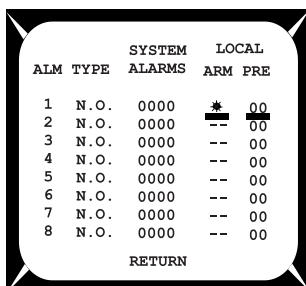 SYSTEM LOCAL
ALM TYPE ALARMS ARM PRE
1 N.O. 0000 * 00
2 N.O. 0000 -- 00
3 N.O. 0000 -- 00
4 N.O. 0000 -- 00
5 N.O. 0000 -- 00
6 N.O. 0000 -- 00
7 N.O. 0000 -- 00
8 N.O. 0000 -- 00
RETURN